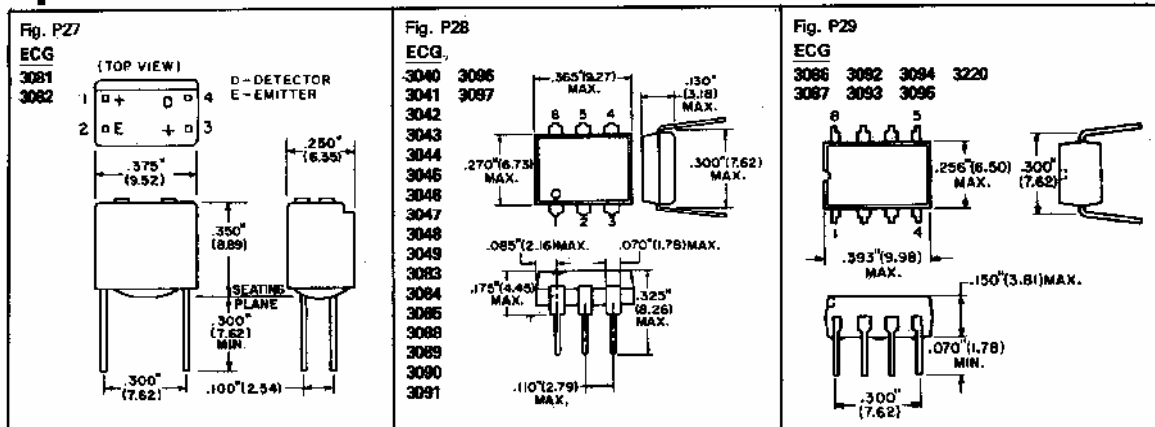 Fig. P27
ECG
3081
3082
(TOP VIEW)
D-DETECTOR
E-EMITTER
1 + D 4
2 E + 3
.375"
(9.52)
.250"
(6.35)
.350"
(8.89)
SEATING
PLANE
.300"
(7.62)
MIN.
.300"
(7.62)
.100"(2.54)
Fig. P28
ECG
3040 3096
3041 3097
3042
3043
3044
3045
3046
3047
3048
3049
3083
3084
3085
3088
3089
3090
3091
.365"(9.27)
MAX.
.130"
(3.18)
MAX.
6 5 4
.270"(6.73)
MAX.
.300"(7.62)
MAX.
1 2 3
.085"(2.16)MAX.
.070"(1.78)MAX.
.175"(4.45)
MAX.
.325"
(8.26)
MAX.
.110"(2.79)
MAX.
Fig. P29
ECG
3086 3092 3094 3220
3087 3093 3095
8 5
.256"(6.50)
MAX.
.300"
(7.62)
1 4
.393"(9.98)
MAX.
.150"(3.81)MAX.
.070"(1.78)
MIN.
.300"
(7.62)